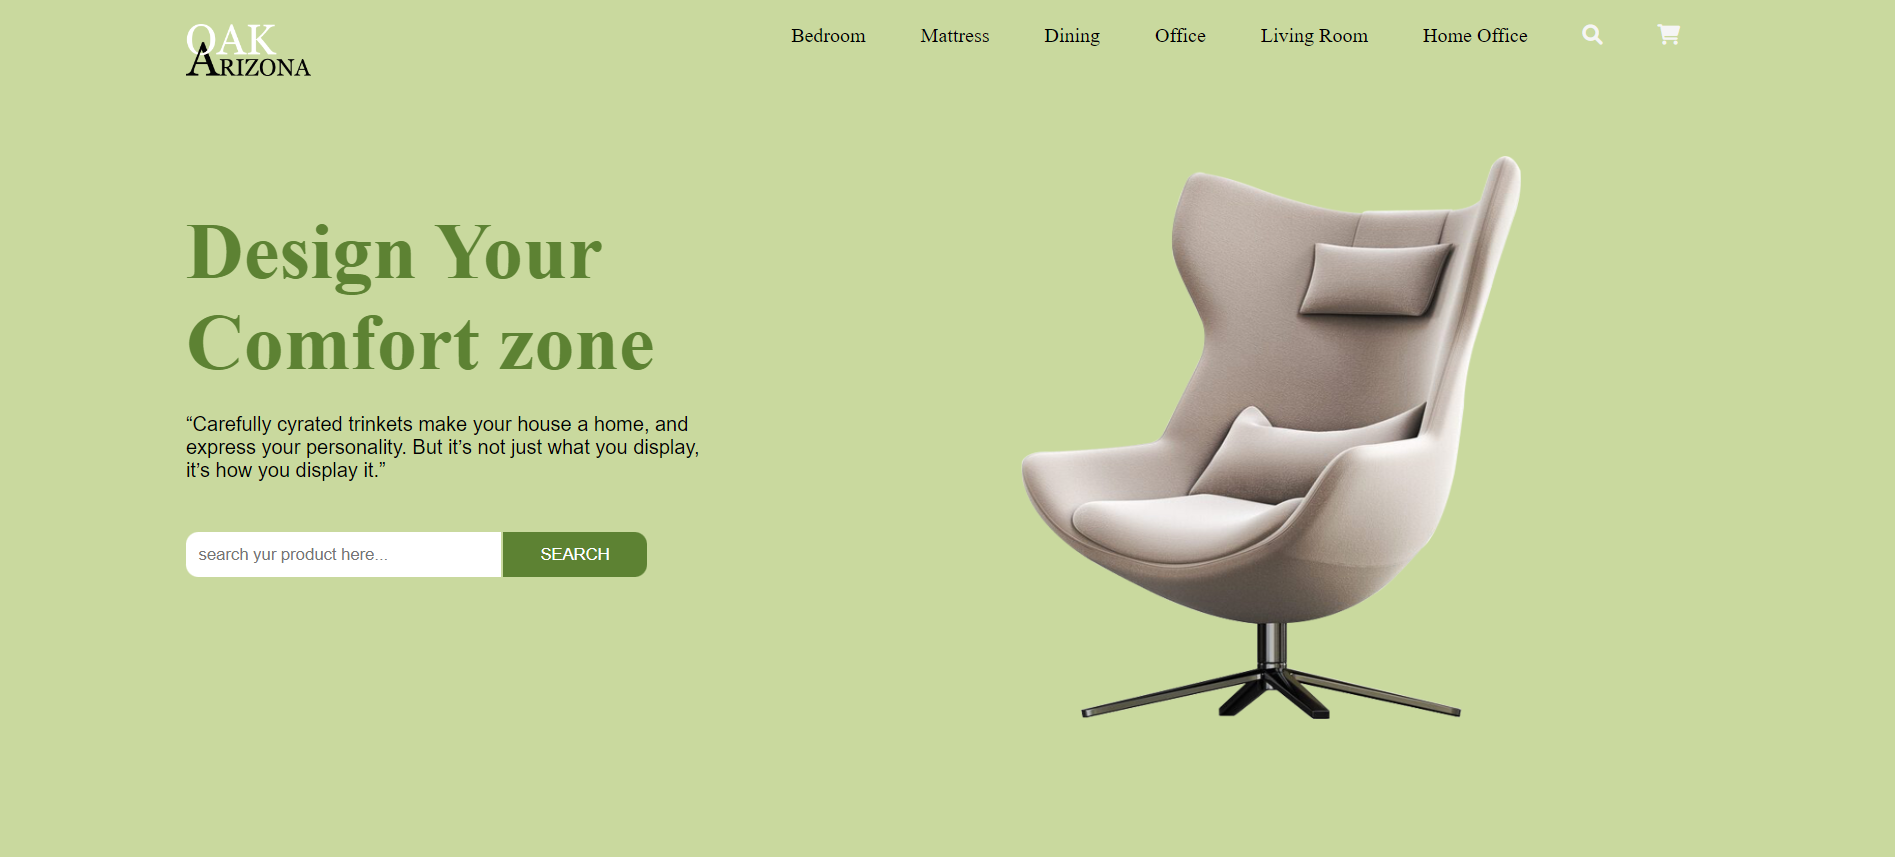 OAK
ARIZONA
Bedroom Mattress Dining Office Living Room Home Office
Design Your
Comfort zone
“Carefully cyrated trinkets make your house a home, and
express your personality. But it’s not just what you display,
it’s how you display it.”
search yur product here... SEARCH